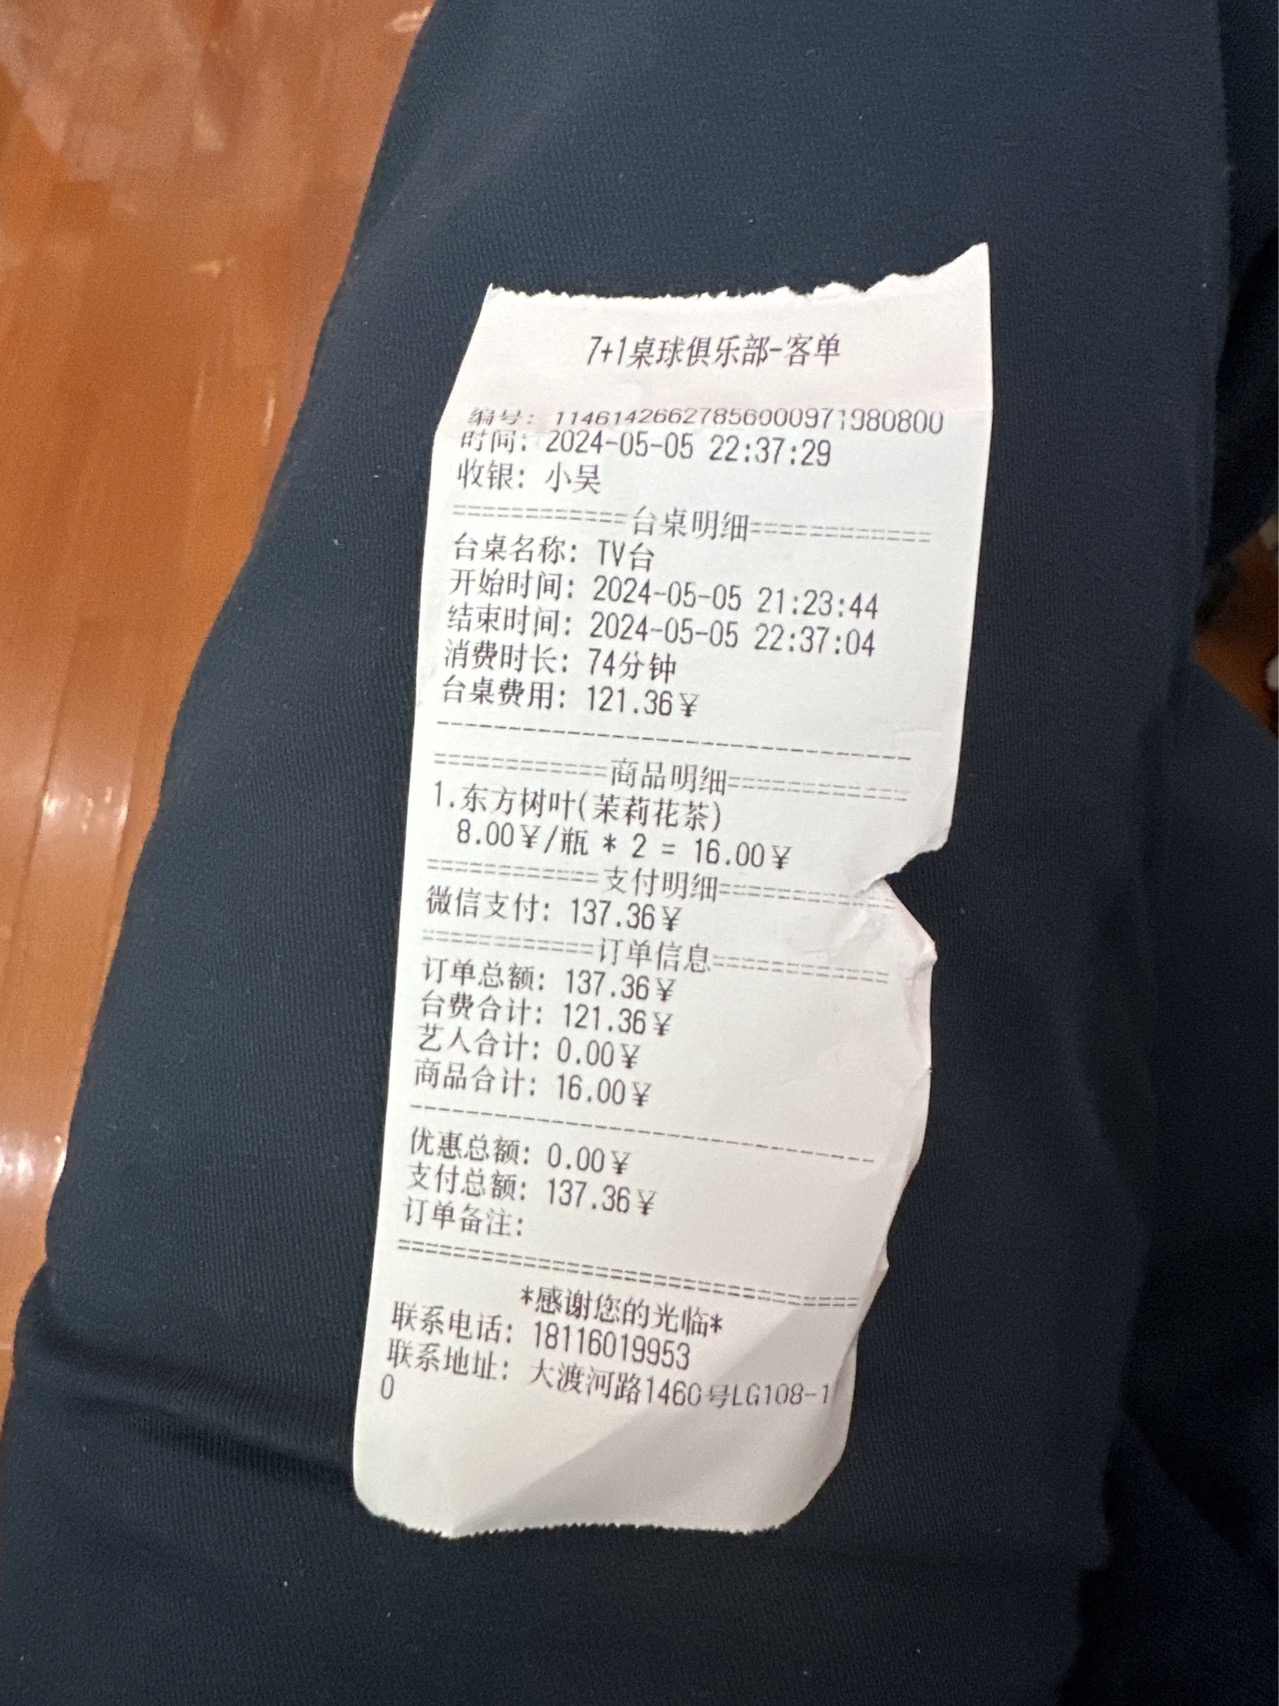 7+1桌球俱乐部-客单
编号: 1146142662785600097​1980800
时间: 2024-05-05 22:37:29
收银: 小吴
============台桌明细=============
台桌名称: TV台
开始时间: 2024-05-05 21:23:44
结束时间: 2024-05-05 22:37:04
消费时长: 74分钟
台桌费用: 121.36¥
--------------------------------
============商品明细=============
1.东方树叶(茉莉花茶)
8.00¥/瓶 * 2 = 16.00¥
============支付明细=============
微信支付: 137.36¥
============订单信息=============
订单总额: 137.36¥
台费合计: 121.36¥
艺人合计: 0.00¥
商品合计: 16.00¥
--------------------------------
优惠总额: 0.00¥
支付总额: 137.36¥
订单备注:
================================
*感谢您的光临*
联系电话: 18116019953
联系地址: 大渡河路1460号LG108-1
0